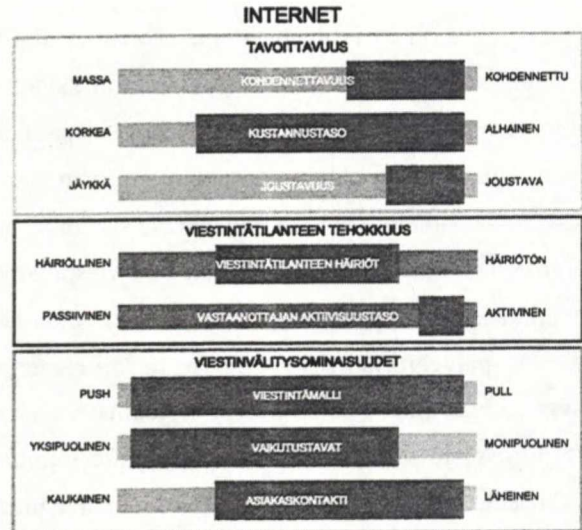 INTERNET
TAVOITTAVUUS
MASSA KOHDENNETTAVUUS KOHDENNETTU
KORKEA KUSTANNUSTASO ALHAINEN
JÄYKKÄ JOUSTAVUUS JOUSTAVA
VIESTINTÄTILANTEEN TEHOKKUUS
HÄIRIÖLLINEN VIESTINTÄTILANTEEN HÄIRIÖT HÄIRIÖTÖN
PASSIIVINEN VASTAANOTTAJAN AKTIIVISUUSTASO AKTIIVINEN
VIESTINVÄLITYSOMINAISUUDET
PUSH VIESTINTÄMALLI PULL
YKSIPUOLINEN VAIKUTUSTAVAT MONIPUOLINEN
KAUKAINEN ASIAKASKONTAKTI LÄHEINEN